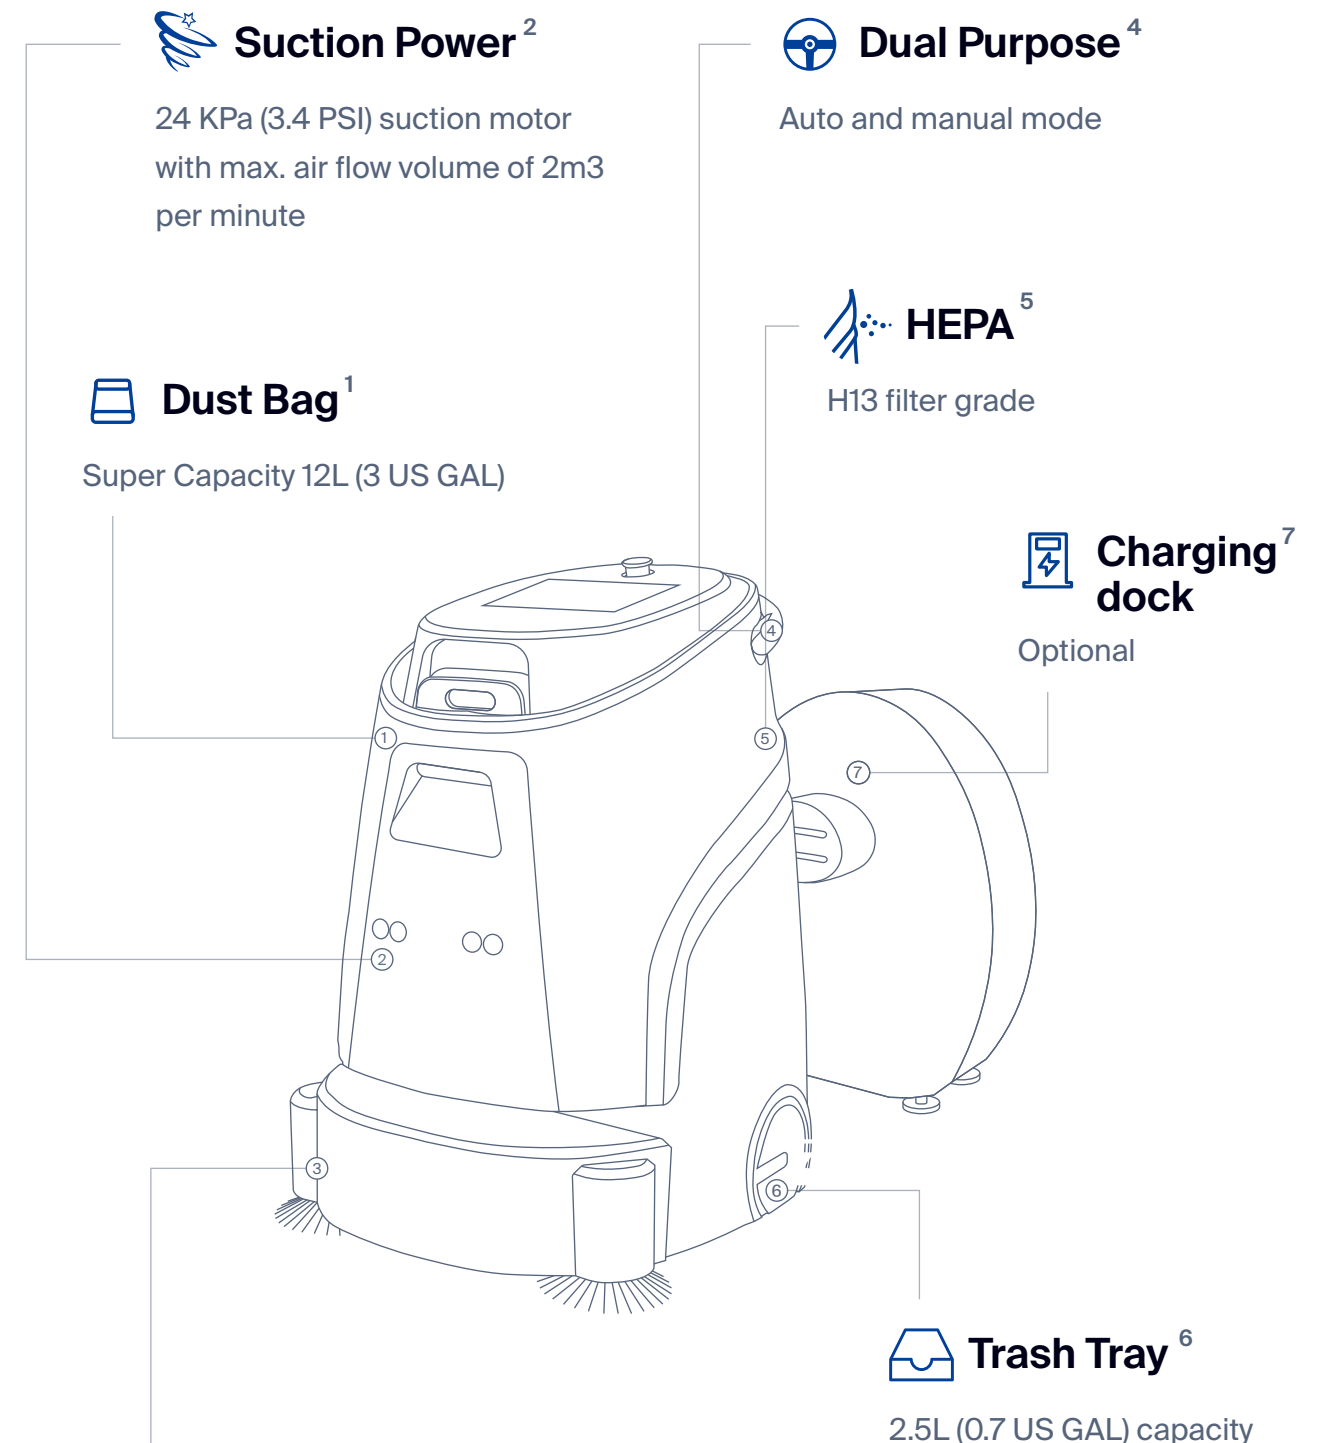 Suction Power 2
24 KPa (3.4 PSI) suction motor
with max. air flow volume of 2m3
per minute
Dual Purpose 4
Auto and manual mode
HEPA 5
H13 filter grade
Dust Bag 1
Super Capacity 12L (3 US GAL)
Charging 7
dock
Optional
4
1
5
7
2
3
6
Trash Tray 6
2.5L (0.7 US GAL) capacity